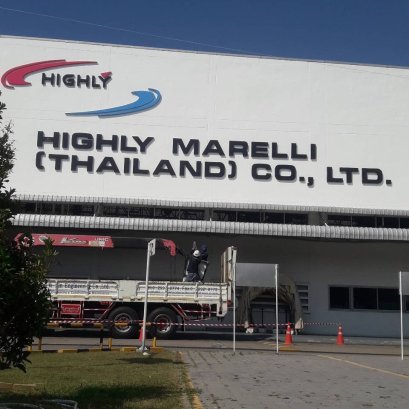 HIGHLY
HIGHLY MARELLI
(THAILAND) CO., LTD.